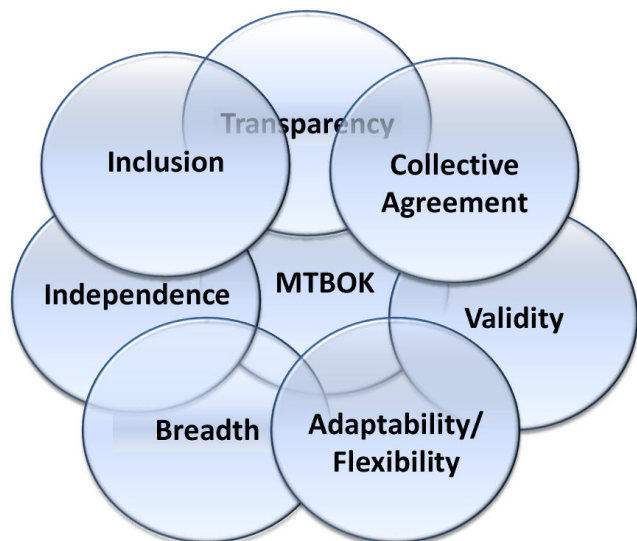 Transparency
Inclusion
Collective
Agreement
Independence
MTBOK
Validity
Breadth
Adaptability/
Flexibility